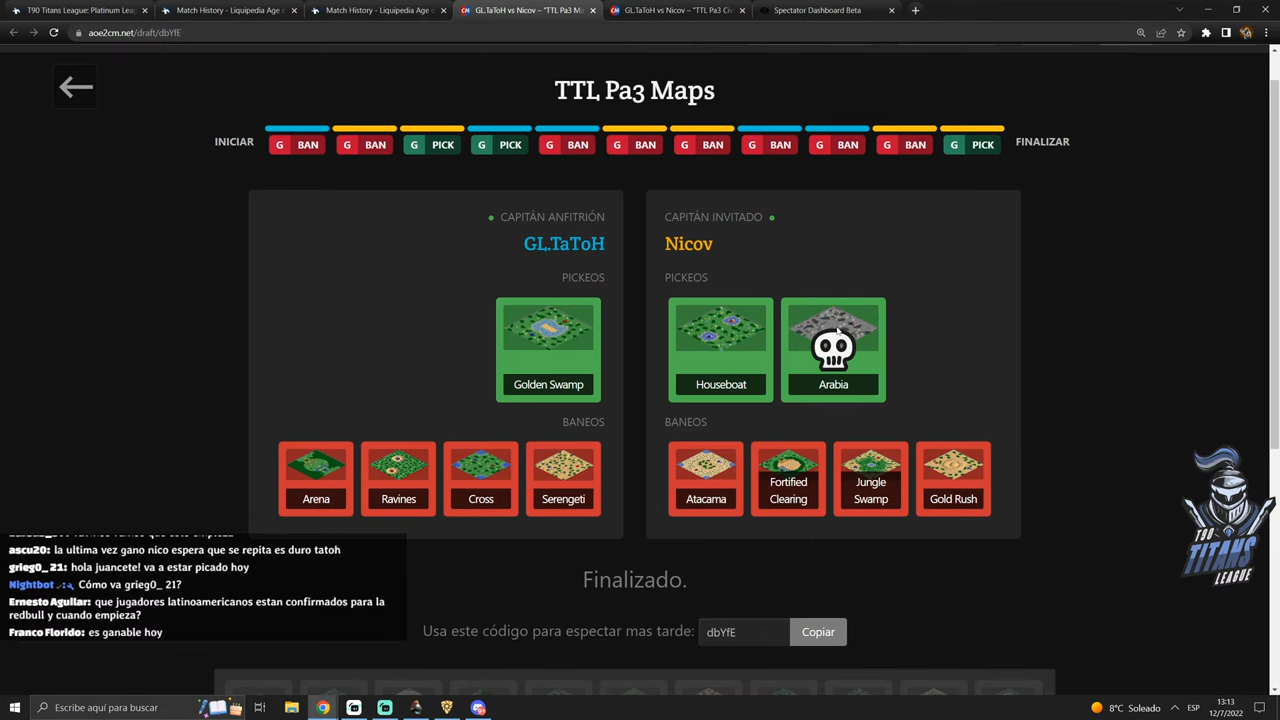 T90 Titans League: Platinum Leag
Match History - Liquipedia Age o
Match History - Liquipedia Age of
GL.TaToH vs Nicov – "TTL Pa3 Ma
GL.TaToH vs Nicov – "TTL Pa3 Civ
Spectator Dashboard Beta
aoe2cm.net/draft/dbYfE
TTL Pa3 Maps
INICIAR
G BAN
G BAN
G PICK
G PICK
G BAN
G BAN
G BAN
G BAN
G BAN
G BAN
G PICK
FINALIZAR
CAPITÁN ANFITRIÓN
GL.TaToH
PICKEOS
Golden Swamp
BANEOS
Arena
Ravines
Cross
Serengeti
CAPITÁN INVITADO
Nicov
PICKEOS
Houseboat
Arabia
BANEOS
Atacama
Fortified
Clearing
Jungle
Swamp
Gold Rush
ascu20: la ultima vez gano nico espera que se repita es duro tatoh
grieg0_21: hola juancete! va a estar picado hoy
Nightbot: Cómo va grieg0_21?
Ernesto Aguilar: que jugadores latinoamericanos estan confirmados para la
redbull y cuando empieza?
Franco Florido: es ganable hoy
Finalizado.
Usa este código para espectar mas tarde:
dbYfE
Copiar
T90
TITANS
LEAGUE
Escribe aquí para buscar
8°C Soleado
ESP
13:13
12/7/2022